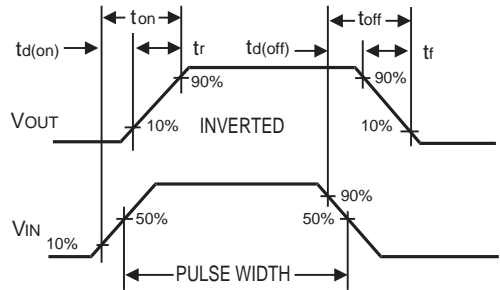 ton toff
td(on) tr td(off) tf
90% 90%
VOUT 10% INVERTED 10%
90%
50% 50%
VIN 10%
PULSE WIDTH